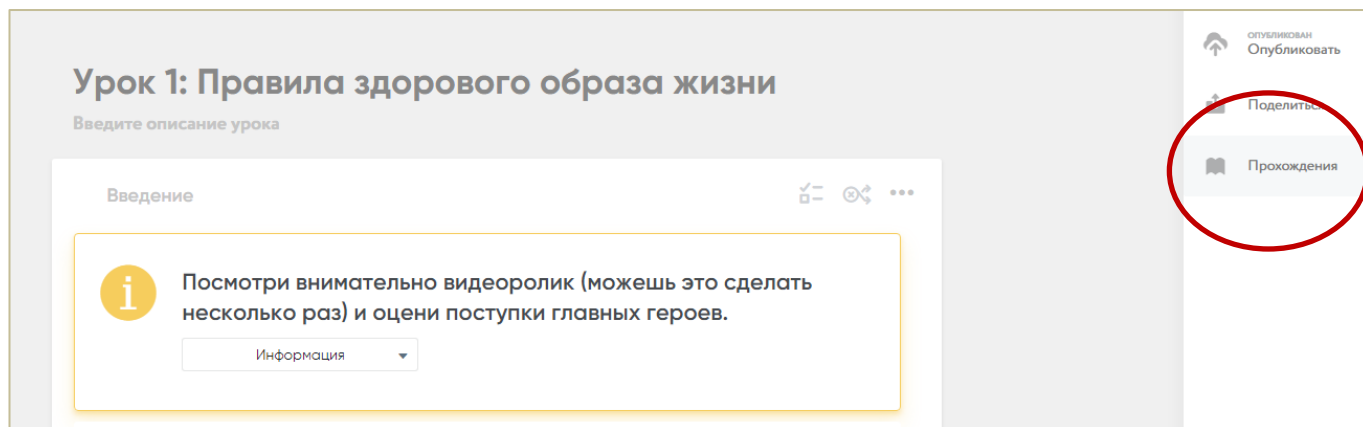 Урок 1: Правила здорового образа жизни
Введите описание урока
Введение
Посмотри внимательно видеоролик (можешь это сделать
несколько раз) и оцени поступки главных героев.
Информация
ОПУБЛИКОВАН
Опубликовать
Поделиться
Прохождения